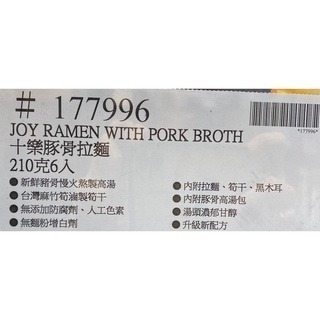 # 177996
*177996*
JOY RAMEN WITH PORK BROTH
十樂豚骨拉麵
210克6入
●新鮮豬骨慢火熬製高湯
●台灣麻竹筍滷製筍干
●無添加防腐劑、人工色素
●無麵粉增白劑
●內附拉麵、筍干、黑木耳
●內附豚骨高湯包
●湯頭濃郁甘醇
●升級新配方